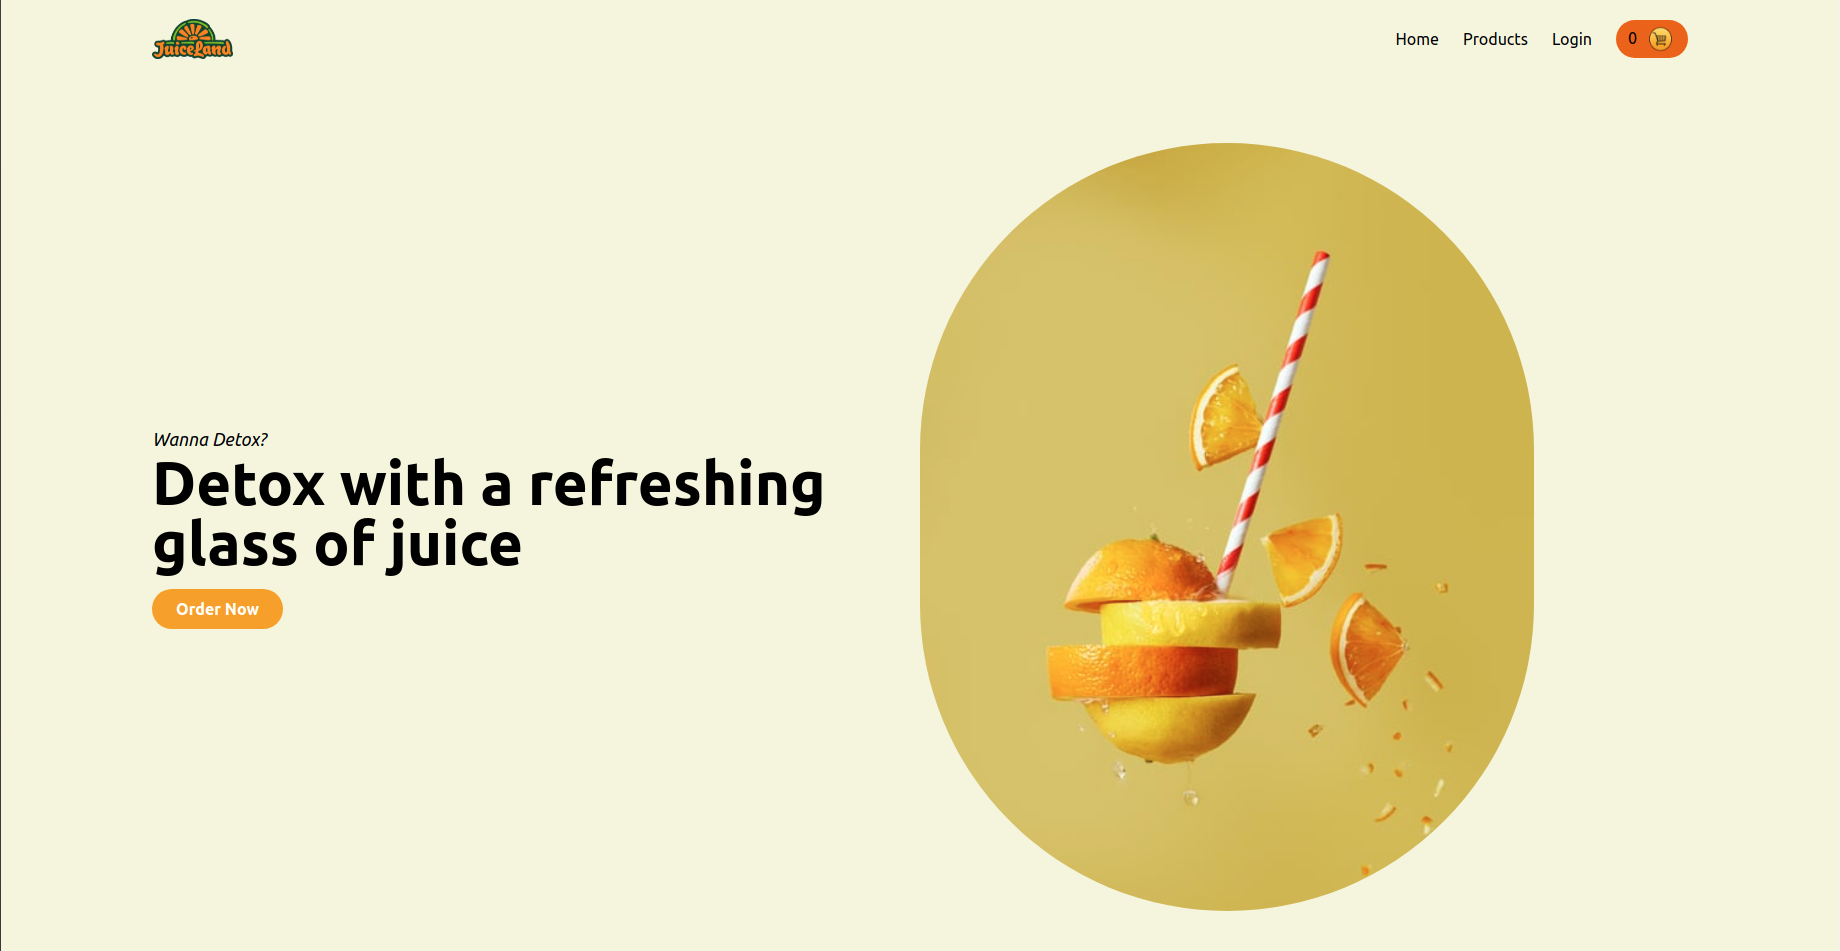 JuiceLand
Home Products Login 0
Wanna Detox?
Detox with a refreshing
glass of juice
Order Now